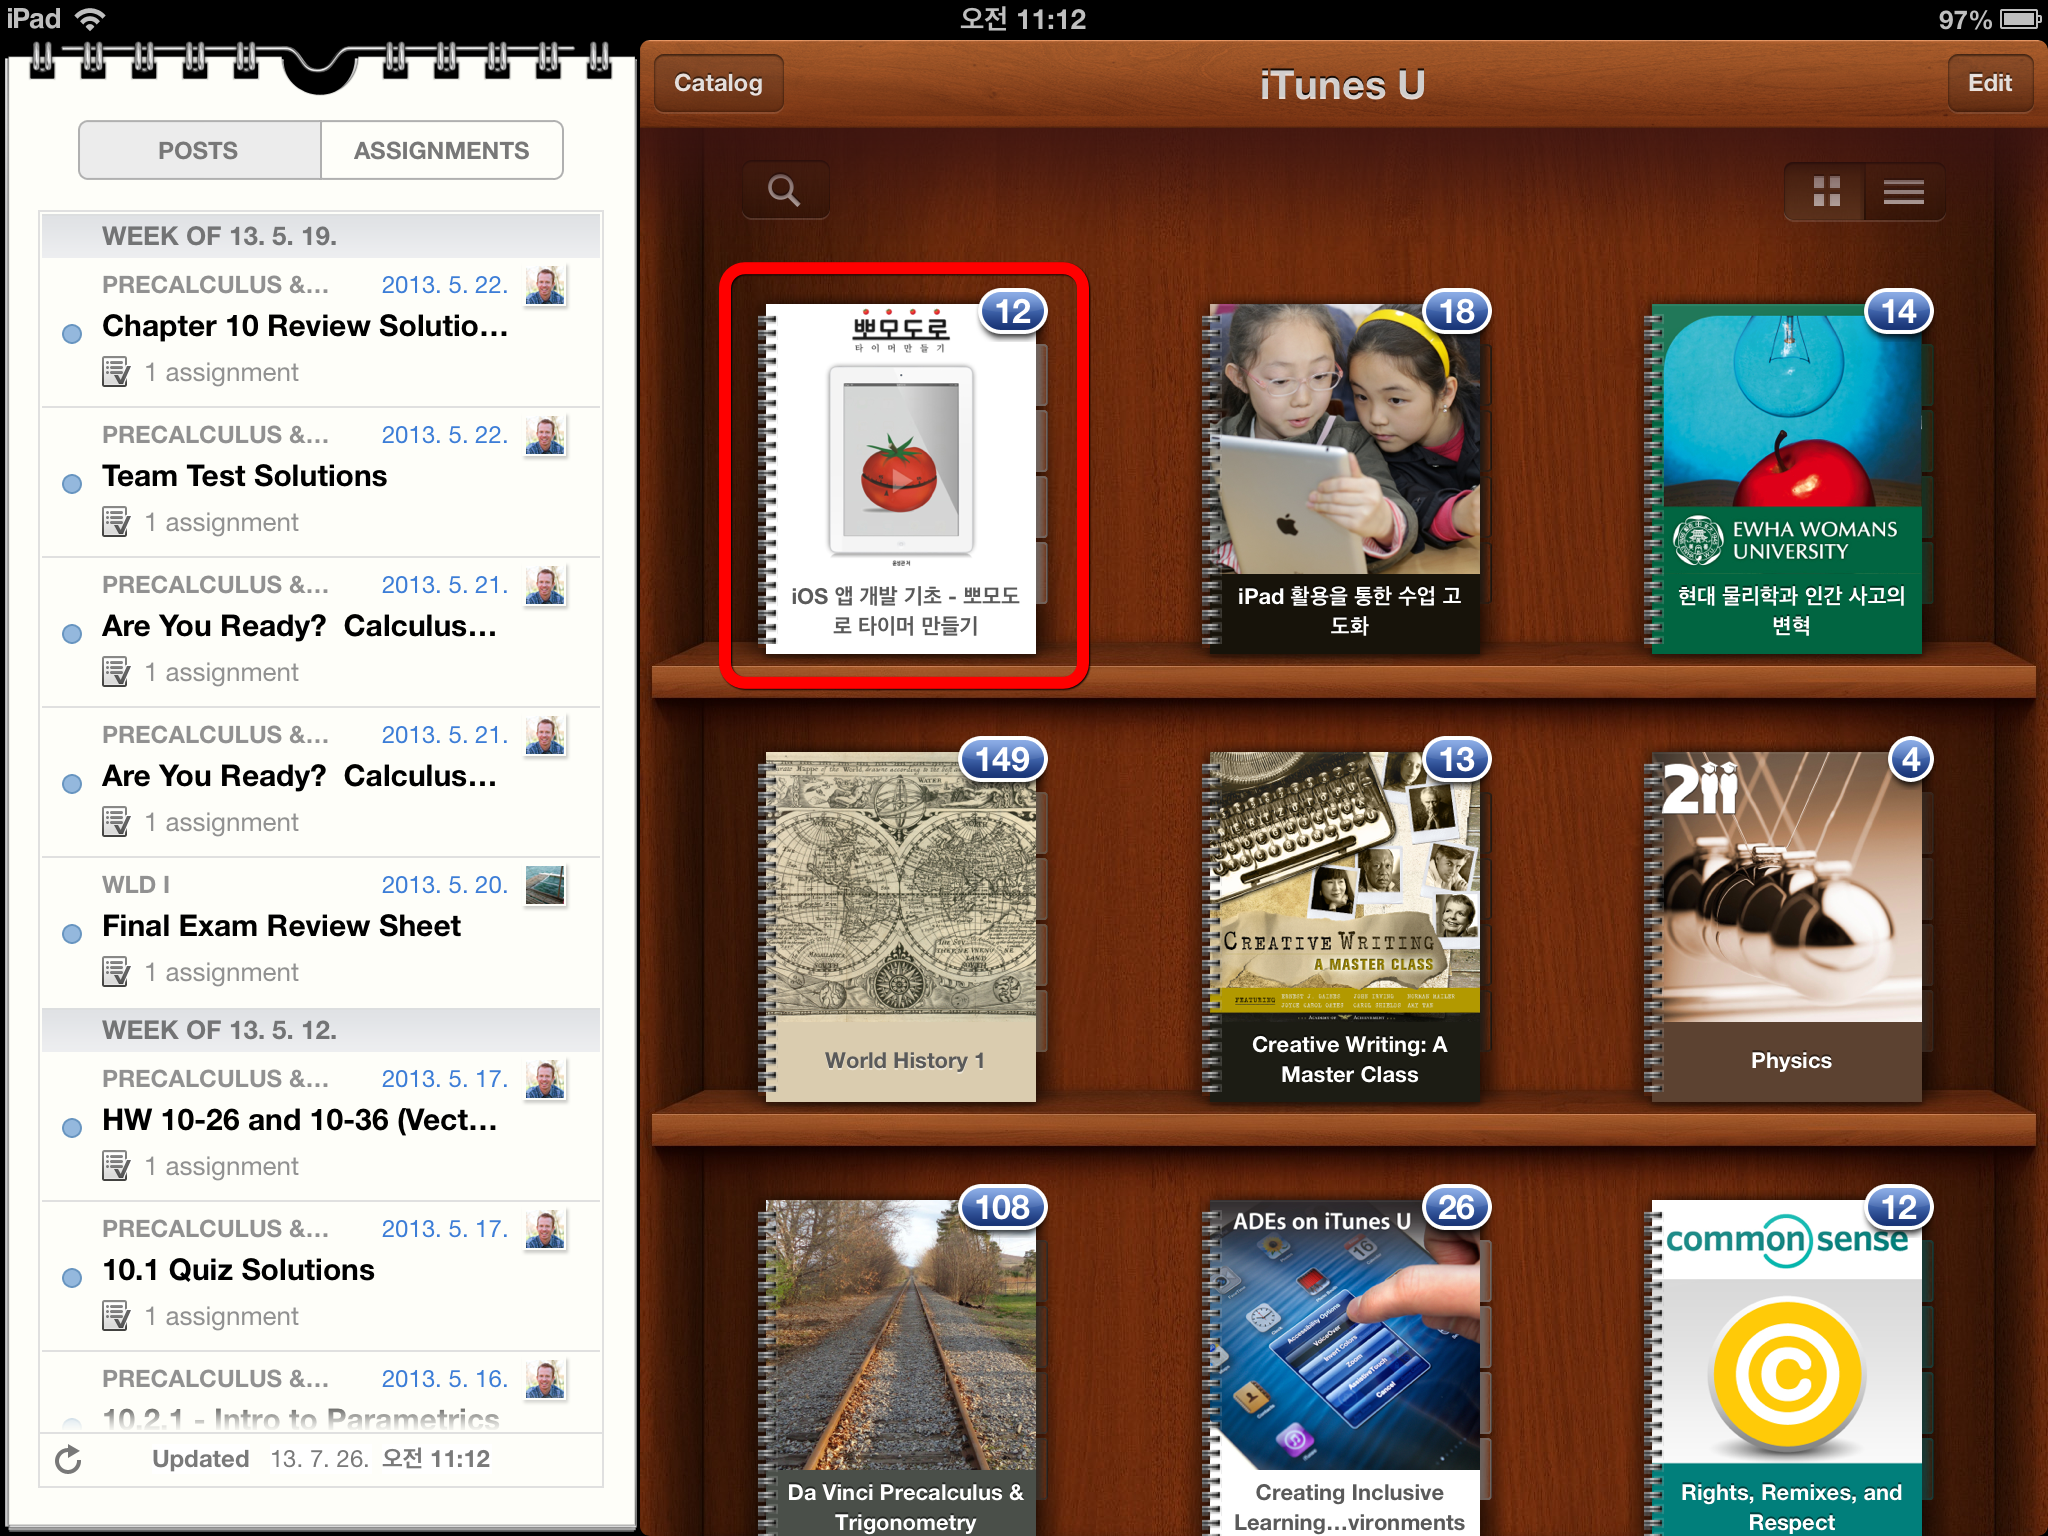 iPad
오전 11:12
97%
POSTS
ASSIGNMENTS
WEEK OF 13. 5. 19.
PRECALCULUS &... 2013. 5. 22.
Chapter 10 Review Solutio...
1 assignment
PRECALCULUS &... 2013. 5. 22.
Team Test Solutions
1 assignment
PRECALCULUS &... 2013. 5. 21.
Are You Ready?  Calculus...
1 assignment
PRECALCULUS &... 2013. 5. 21.
Are You Ready?  Calculus...
1 assignment
WLD I 2013. 5. 20.
Final Exam Review Sheet
1 assignment
WEEK OF 13. 5. 12.
PRECALCULUS &... 2013. 5. 17.
HW 10-26 and 10-36 (Vect...
1 assignment
PRECALCULUS &... 2013. 5. 17.
10.1 Quiz Solutions
1 assignment
PRECALCULUS &... 2013. 5. 16.
10.2.1 - Intro to Parametrics
Updated 13. 7. 26. 오전 11:12
Catalog
iTunes U
Edit
12
뽀모도로
타이머만들기
iOS 앱 개발 기초 - 뽀모도
로 타이머 만들기
18
iPad 활용을 통한 수업 고
도화
14
EWHA WOMANS
UNIVERSITY
현대 물리학과 인간 사고의
변혁
149
World History 1
13
CREATIVE WRITING
A MASTER CLASS
FEATURING
Creative Writing: A
Master Class
4
211
Physics
108
Da Vinci Precalculus &
Trigonometry
26
ADEs on iTunes U
Accessibility Options
VoiceOver
Invert Colors
Zoom
AssistiveTouch
Cancel
Creating Inclusive
Learning...vironments
12
common sense
C
Rights, Remixes, and
Respect